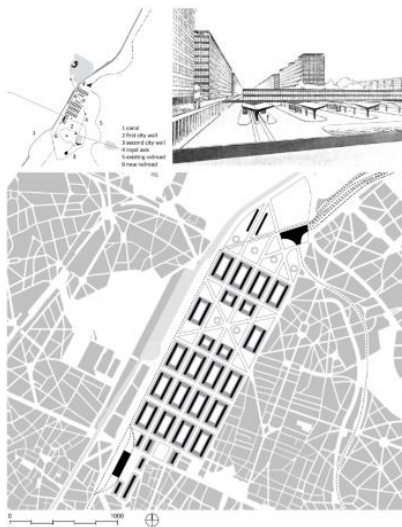 1 canal
2 first city wall
3 second city wall
4 royal axis
5 existing railroad
6 new railroad
0
1000